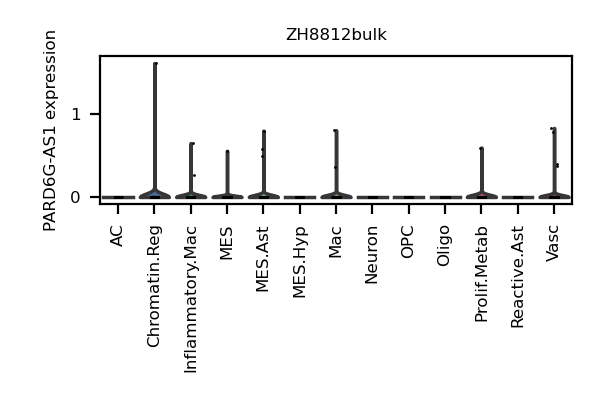 ZH8812bulk
PARD6G-AS1 expression
1
0
AC
Chromatin.Reg
Inflammatory.Mac
MES
MES.Ast
MES.Hyp
Mac
Neuron
OPC
Oligo
Prolif.Metab
Reactive.Ast
Vasc